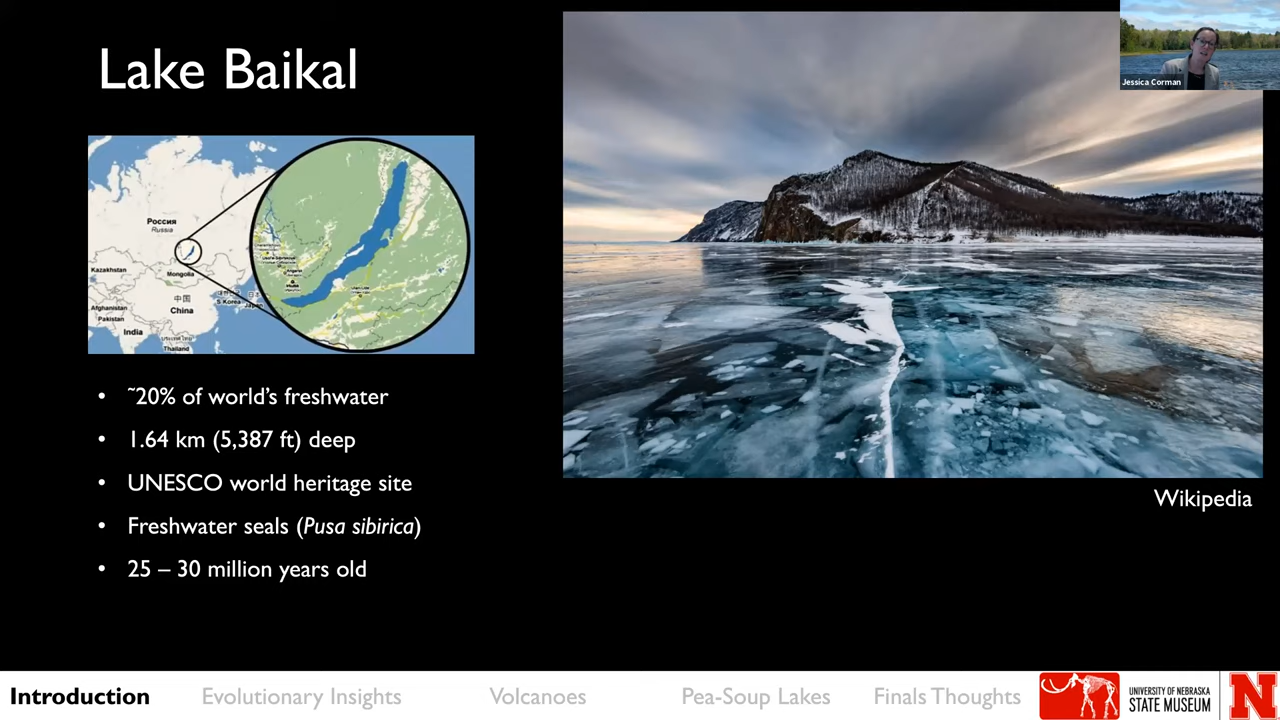 Lake Baikal
Jessica Corman
Россия
Russia
Kazakhstan
Mongolia
中国
China
S Korea
Japan
Afghanistan
Pakistan
India
Thailand
• ~20% of world's freshwater
• 1.64 km (5,387 ft) deep
• UNESCO world heritage site
• Freshwater seals (Pusa sibirica)
• 25 – 30 million years old
Wikipedia
Introduction Evolutionary Insights Volcanoes Pea-Soup Lakes Finals Thoughts
UNIVERSITY OF NEBRASKA
STATE MUSEUM
N